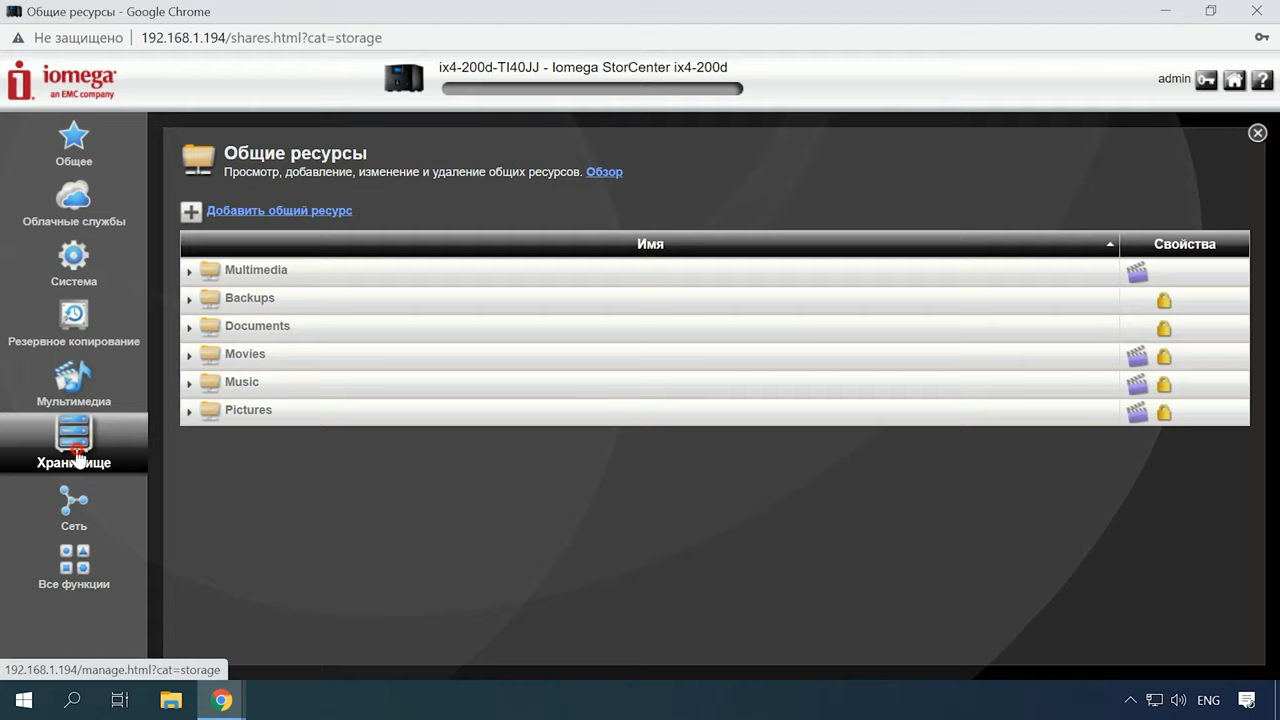 Общие ресурсы - Google Chrome
Не защищено 192.168.1.194/shares.html?cat=storage
iomega
an EMC company
ix4-200d-TI40JJ - Iomega StorCenter ix4-200d
admin
Общее
Облачные службы
Система
Резервное копирование
Мультимедиа
Хранилище
Сеть
Все функции
Общие ресурсы
Просмотр, добавление, изменение и удаление общих ресурсов. Обзор
Добавить общий ресурс
Имя Свойства
Multimedia
Backups
Documents
Movies
Music
Pictures
192.168.1.194/manage.html?cat=storage
ENG